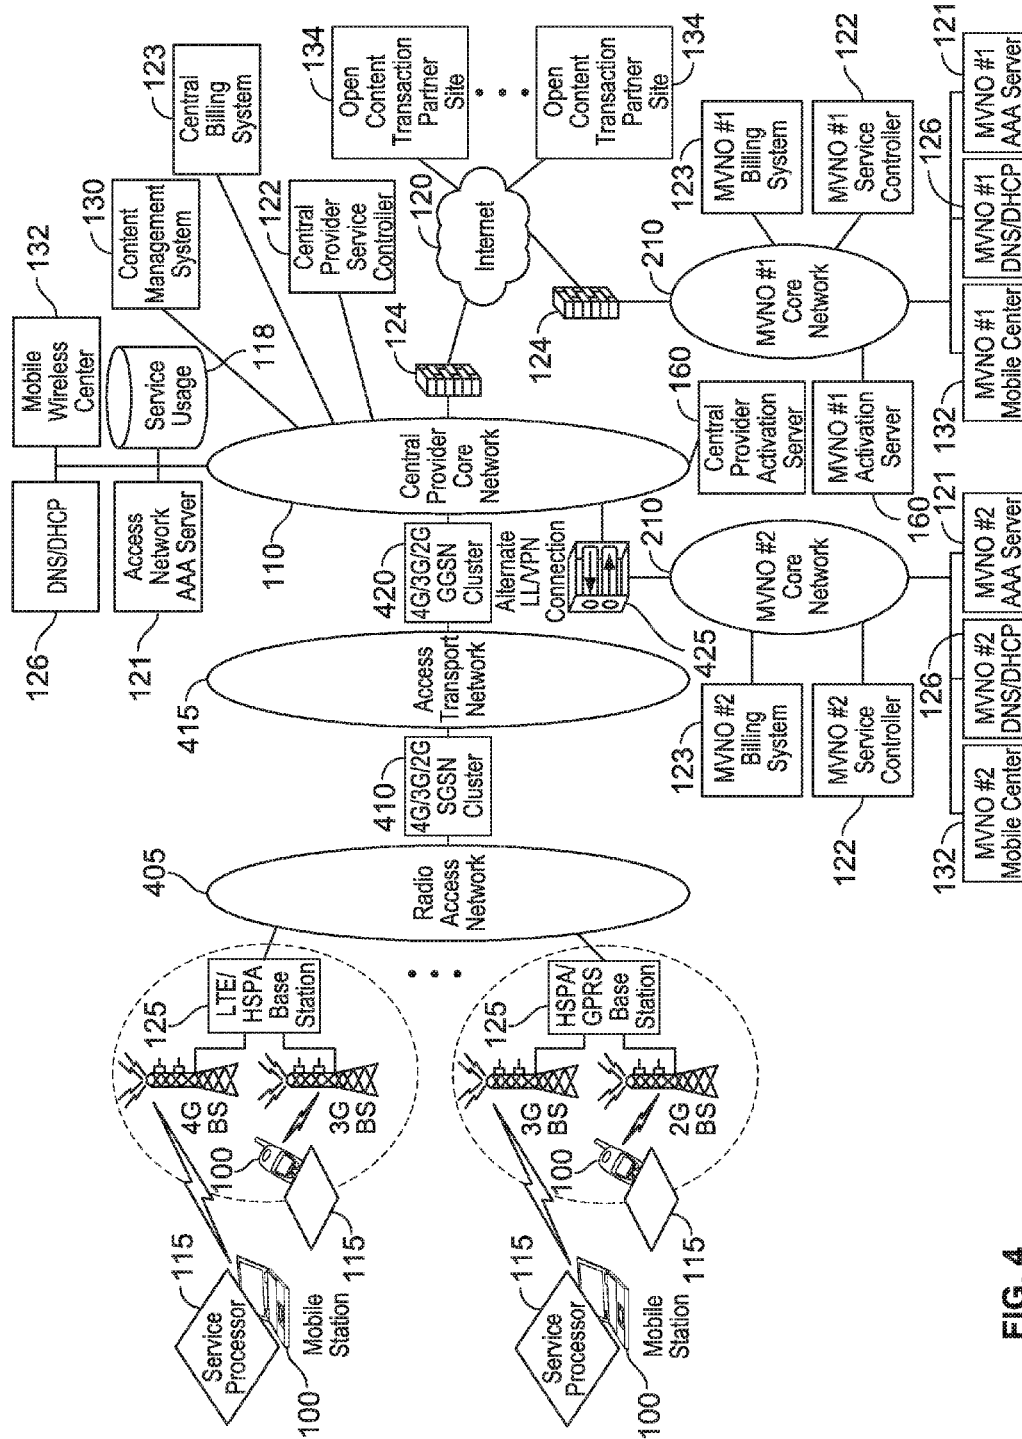 126
DNS/DHCP
132
Mobile
Wireless
Center
121
Access
Network
AAA Server
Service
Usage
118
130
Content
Management
System
123
Central
Billing
System
122
Central
Provider
Service
Controller
134
Open
Content
Transaction
Partner
Site
134
Open
Content
Transaction
Partner
Site
120
Internet
124
124
110
Central
Provider
Core
Network
420
4G/3G/2G
GGSN
Cluster
415
Access
Transport
Network
410
4G/3G/2G
SGSN
Cluster
405
Radio
Access
Network
125
LTE/
HSPA
Base
Station
4G
BS
3G
BS
115
Service
Processor
100
Mobile
Station
100
115
125
HSPA/
GPRS
Base
Station
3G
BS
2G
BS
115
Service
Processor
100
Mobile
Station
100
115
Alternate
LL/VPN
Connection
425
160
Central
Provider
Activation
Server
210
MVNO #2
Core
Network
123
MVNO #2
Billing
System
122
MVNO #2
Service
Controller
132
MVNO #2
Mobile Center
126
MVNO #2
DNS/DHCP
121
MVNO #2
AAA Server
210
MVNO #1
Core
Network
160
MVNO #1
Activation
Server
123
MVNO #1
Billing
System
122
MVNO #1
Service
Controller
132
MVNO #1
Mobile Center
126
MVNO #1
DNS/DHCP
121
MVNO #1
AAA Server
FIG. 4